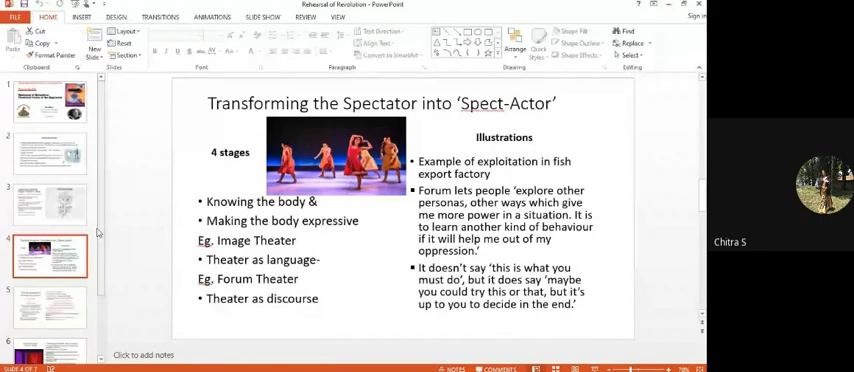 Rehearsal of Revolution - PowerPoint
Sign in
FILE HOME INSERT DESIGN TRANSITIONS ANIMATIONS SLIDE SHOW REVIEW VIEW
Cut
Copy
Format Painter
Paste
Clipboard
New
Slide
Layout
Reset
Section
Slides
Font
Text Direction
Align Text
Convert to SmartArt
Paragraph
Arrange
Quick
Styles
Shape Fill
Shape Outline
Shape Effects
Drawing
Find
Replace
Select
Editing
1
2
3
4
5
6
Transforming the Spectator into ‘Spect-Actor’
4 stages
• Knowing the body &
• Making the body expressive
Eg. Image Theater
• Theater as language-
Eg. Forum Theater
• Theater as discourse
Illustrations
• Example of exploitation in fish
export factory
▪ Forum lets people ‘explore other
personas, other ways which give
me more power in a situation. It is
to learn another kind of behaviour
if it will help me out of my
oppression.’
▪ It doesn’t say ‘this is what you
must do’, but it does say ‘maybe
you could try this or that, but it’s
up to you to decide in the end.’
Click to add notes
SLIDE 4 OF 7
NOTES
COMMENTS
78%
Chitra S